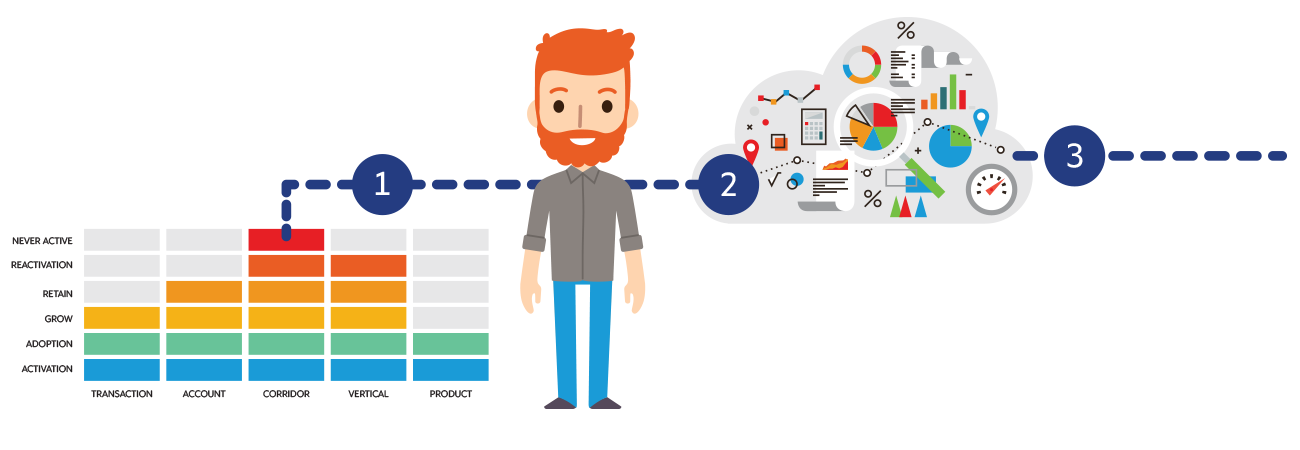 1
2
3
%
%
NEVER ACTIVE
REACTIVATION
RETAIN
GROW
ADOPTION
ACTIVATION
TRANSACTION ACCOUNT CORRIDOR VERTICAL PRODUCT